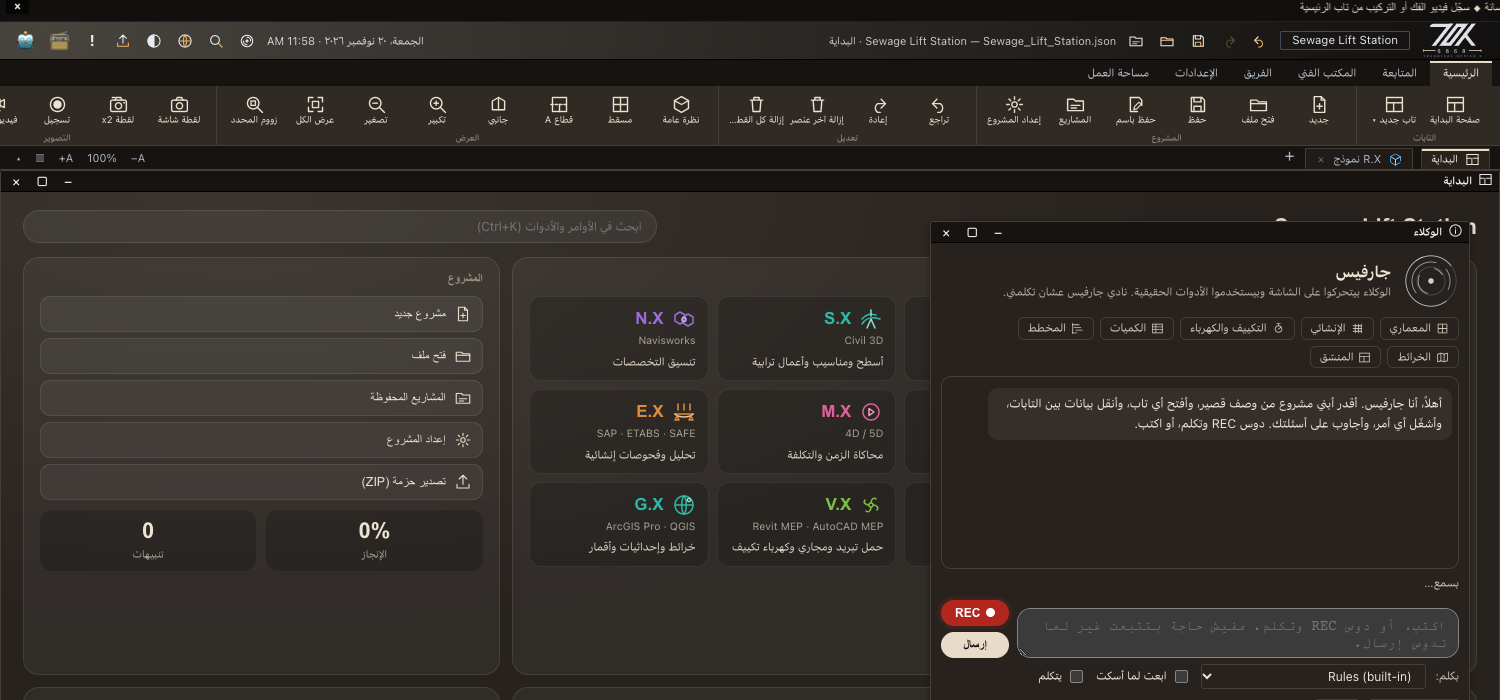 سجّل فيديو الفك أو التركيب من تاب الرئيسية
Sewage Lift Station
Sewage Lift Station — Sewage_Lift_Station.json · البداية
الجمعة، ٢٠ نوفمبر ٢٠٢٦ · 11:58 AM
الرئيسية
المتابعة
المكتب الفني
الفريق
الإعدادات
مساحة العمل
صفحة البداية
تاب جديد
التابات
جديد
فتح ملف
حفظ
حفظ باسم
المشاريع
إعداد المشروع
المشروع
تراجع
إعادة
إزالة آخر عنصر
إزالة كل القط...
تعديل
نظرة عامة
مسقط
قطاع A
جانبي
تكبير
تصغير
عرض الكل
زووم المحدد
العرض
لقطة شاشة
لقطة x2
تسجيل
التصوير
البداية
R.X نموذج ×
+
A−
100%
A+
البداية
ابحث في الأوامر والأدوات (Ctrl+K)
الوكلاء
جارفيس
الوكلاء بيتحركوا على الشاشة وبيستخدموا الأدوات الحقيقية. نادي جارفيس عشان تكلمني.
المعماري
الإنشائي
التكييف والكهرباء
الكميات
المخطط
الخرائط
المنسق
أهلاً، أنا جارفيس. أقدر أبني مشروع من وصف قصير، وأفتح أي تاب، وأنقل بيانات بين التابات،
وأشغّل أي أمر، وأجاوب على أسئلتك. دوس REC وتكلم، أو اكتب.
بسمع...
اكتب، أو دوس REC وتكلم. مفيش حاجة بتتبعت غير لما
تدوس إرسال.
REC
إرسال
بكلم:
Rules (built-in)
ابعت لما أسكت
يتكلم
S.X
Civil 3D
أسطح ومناسيب وأعمال ترابية
N.X
Navisworks
تنسيق التخصصات
M.X
4D / 5D
محاكاة الزمن والتكلفة
E.X
SAP · ETABS · SAFE
تحليل وفحوصات إنشائية
V.X
Revit MEP · AutoCAD MEP
حمل تبريد ومجاري وكهرباء تكييف
G.X
ArcGIS Pro · QGIS
خرائط وإحداثيات وأقمار
المشروع
مشروع جديد
فتح ملف
المشاريع المحفوظة
إعداد المشروع
تصدير حزمة (ZIP)
0%
الإنجاز
0
تنبيهات